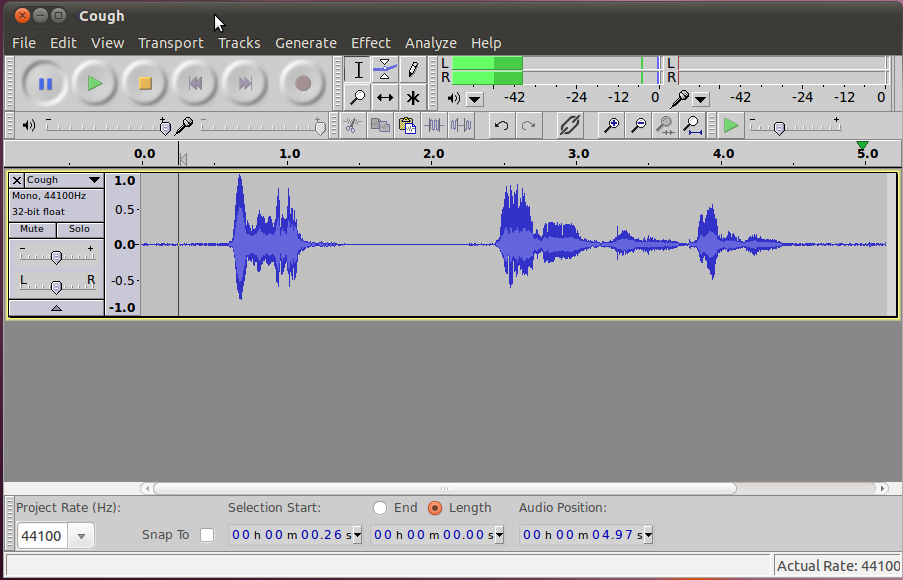 Cough
File Edit View Transport Tracks Generate Effect Analyze Help
L
R
-42 -24 -12 0
L
R
-42 -24 -12 0
0.0 1.0 2.0 3.0 4.0 5.0
Cough
Mono, 44100Hz
32-bit float
Mute Solo
- +
L R
1.0
0.5-
0.0-
-0.5-
-1.0
Project Rate (Hz):
44100
Snap To
Selection Start:
00 h 00 m 00.26 s
End Length
00 h 00 m 00.00 s
Audio Position:
00 h 00 m 04.97 s
Actual Rate: 44100